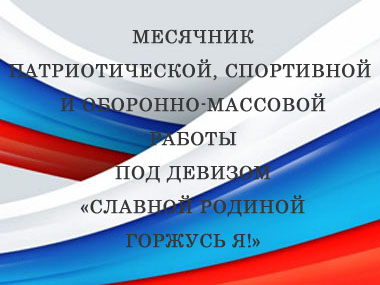 МЕСЯЧНИК
ПАТРИОТИЧЕСКОЙ, СПОРТИВНОЙ
И ОБОРОННО-МАССОВОЙ
РАБОТЫ
ПОД ДЕВИЗОМ
«СЛАВНОЙ РОДИНОЙ
ГОРЖУСЬ Я!»